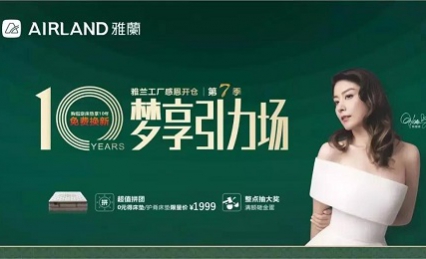 AIRLAND 雅蘭
雅兰工厂感恩开仓 | 第7季
免费换新
10 YEARS
梦享引力场
超值拼团
拼
¥1999
整点抽大奖